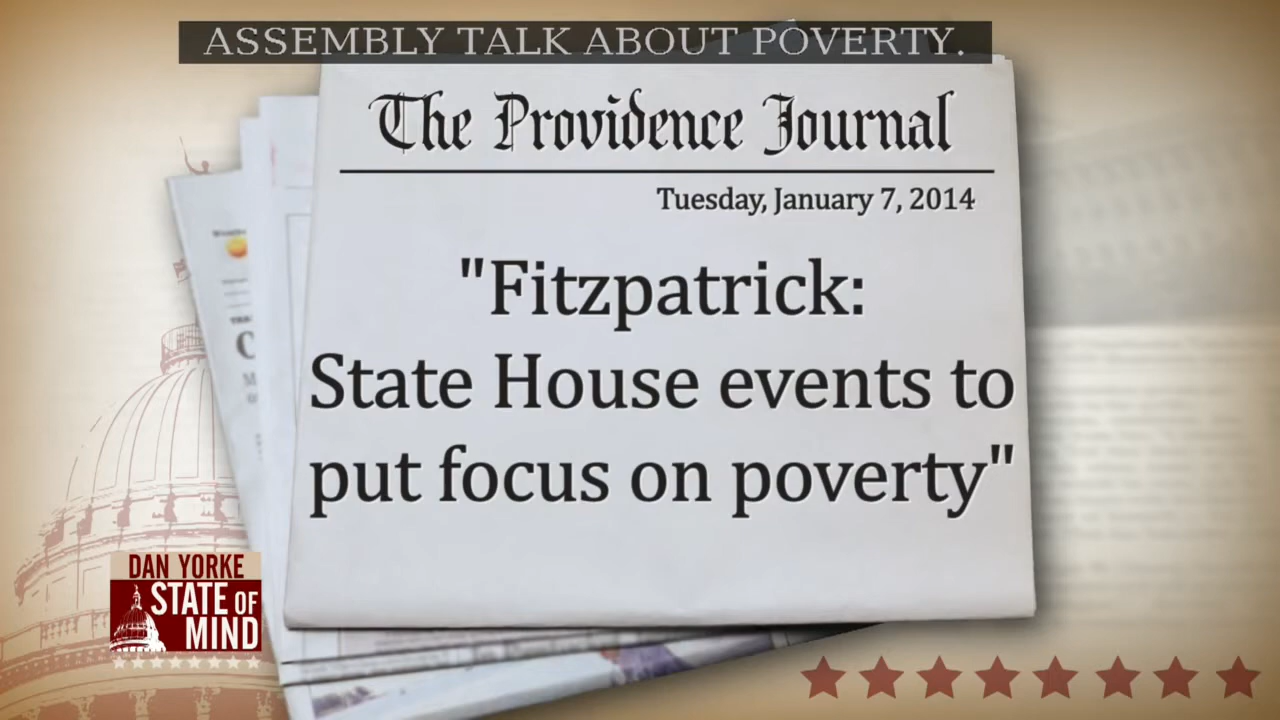 ASSEMBLY TALK ABOUT POVERTY.
The Providence Journal
Tuesday, January 7, 2014
"Fitzpatrick:
State House events to
put focus on poverty"
DAN YORKE
STATE OF
MIND